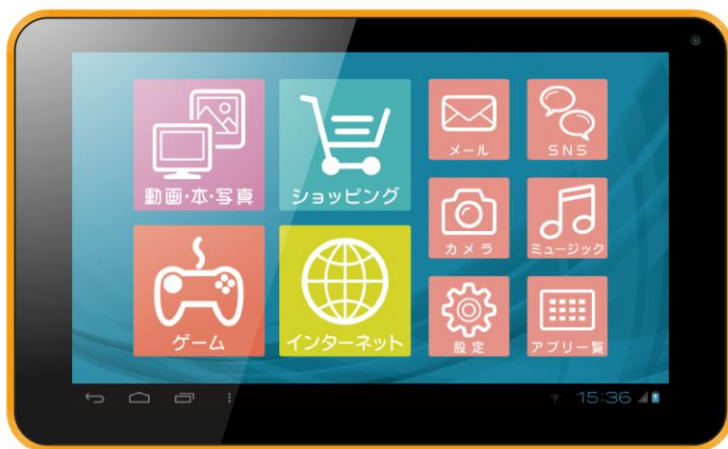 動画・本・写真
ショッピング
メール
SNS
カメラ
ミュージック
ゲーム
インターネット
設定
アプリ一覧
15:36